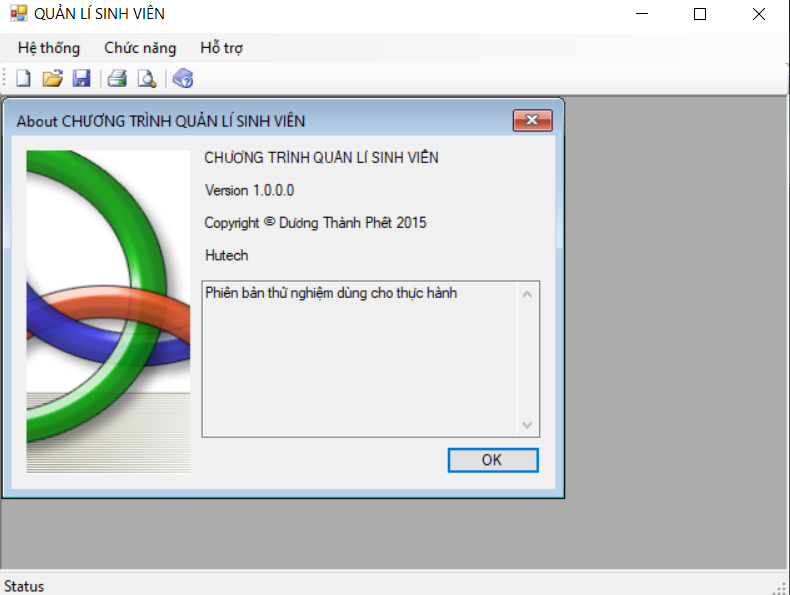 QUẢN LÍ SINH VIÊN
Hệ thống Chức năng Hỗ trợ
About CHƯƠNG TRÌNH QUẢN LÍ SINH VIÊN
CHƯƠNG TRÌNH QUẢN LÍ SINH VIÊN
Version 1.0.0.0
Copyright © Dương Thành Phết 2015
Hutech
Phiên bản thử nghiệm dùng cho thực hành
OK
Status